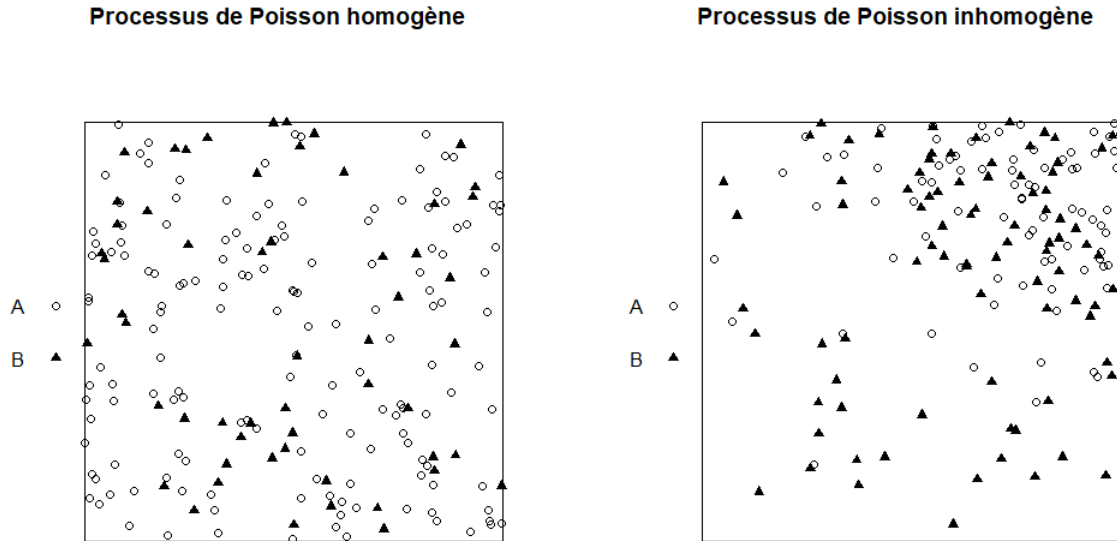 Processus de Poisson homogène
Processus de Poisson inhomogène
A
B
A
B